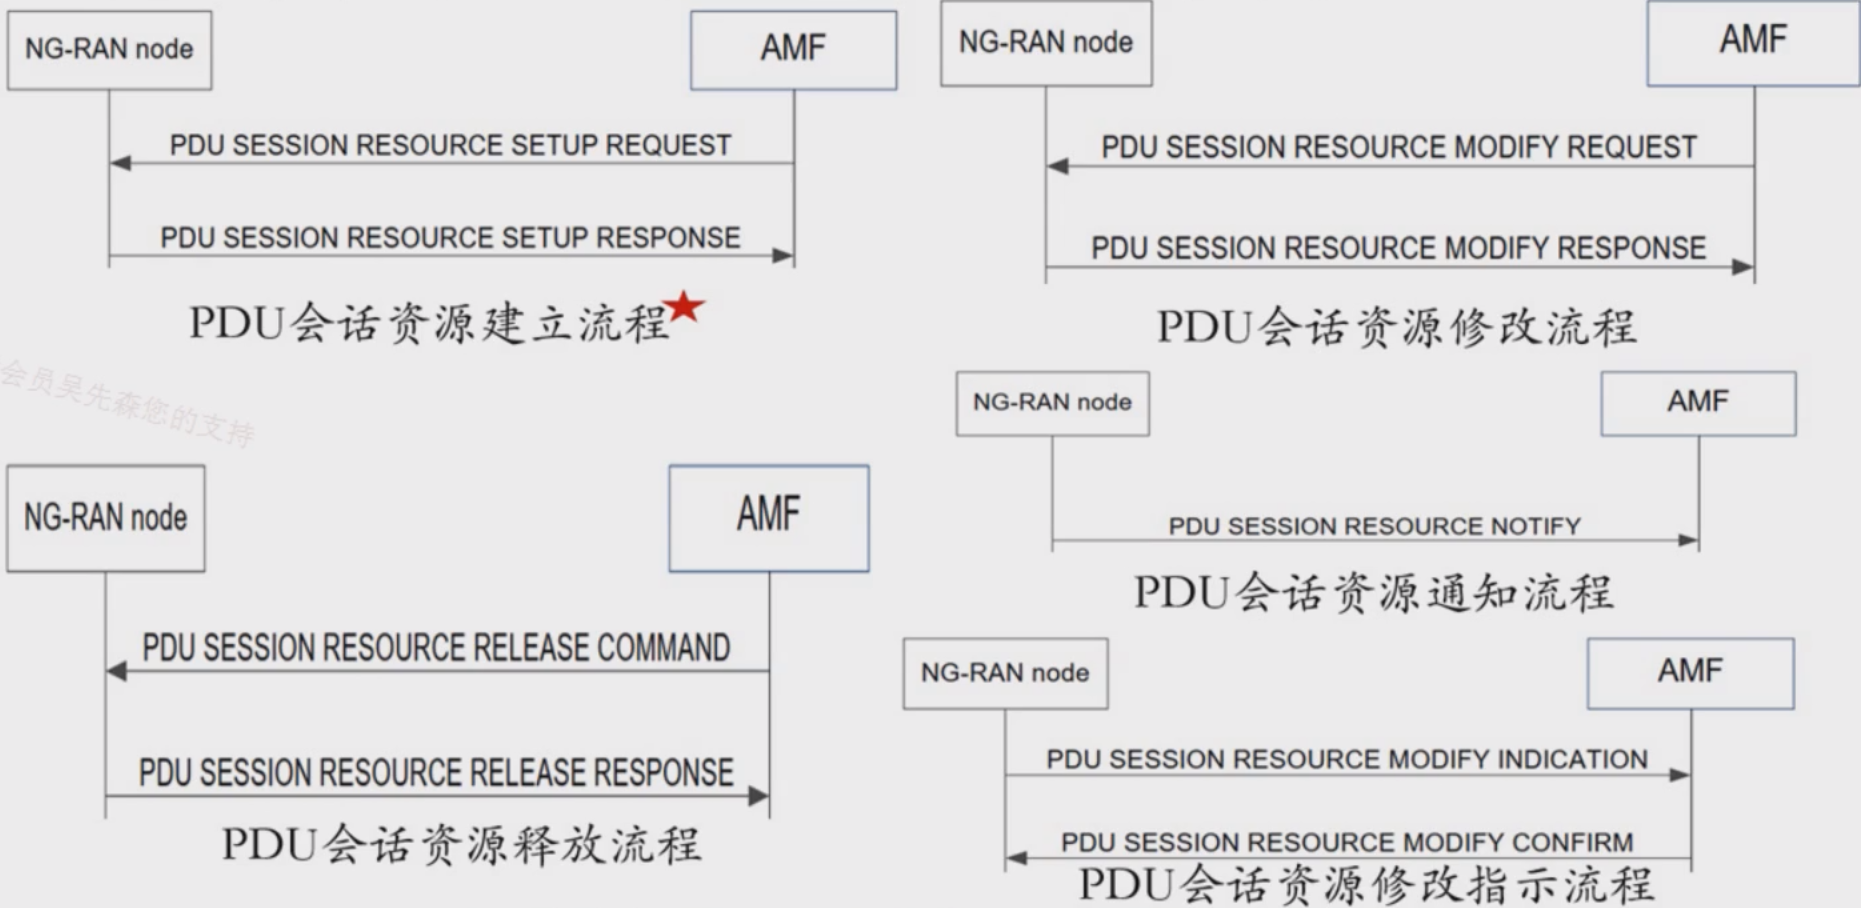 NG-RAN node
AMF
PDU SESSION RESOURCE SETUP REQUEST
PDU SESSION RESOURCE SETUP RESPONSE
PDU会话资源建立流程
NG-RAN node
AMF
PDU SESSION RESOURCE MODIFY REQUEST
PDU SESSION RESOURCE MODIFY RESPONSE
PDU会话资源修改流程
会员吴先森您的支持
NG-RAN node
AMF
PDU SESSION RESOURCE RELEASE COMMAND
PDU SESSION RESOURCE RELEASE RESPONSE
PDU会话资源释放流程
NG-RAN node
AMF
PDU SESSION RESOURCE NOTIFY
PDU会话资源通知流程
NG-RAN node
AMF
PDU SESSION RESOURCE MODIFY INDICATION
PDU SESSION RESOURCE MODIFY CONFIRM
PDU会话资源修改指示流程